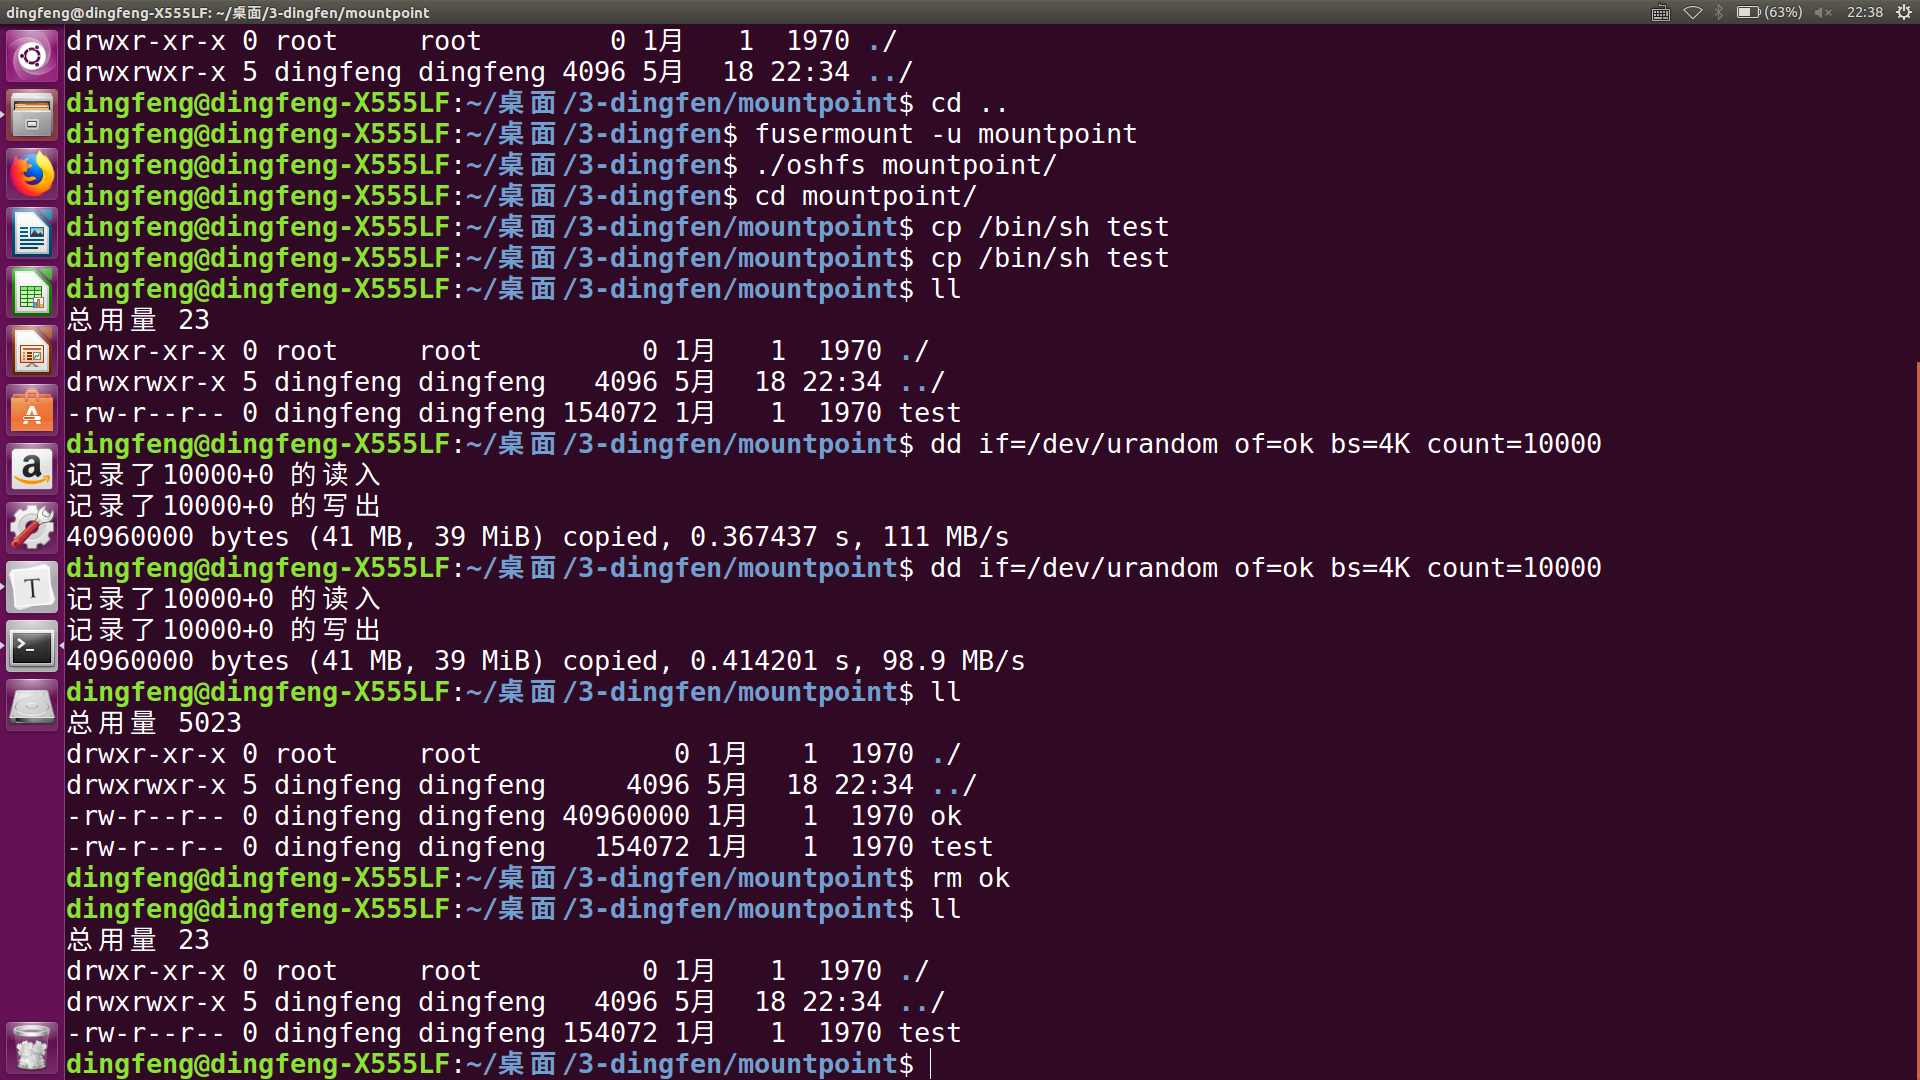 dingfeng@dingfeng-X555LF: ~/桌面/3-dingfen/mountpoint
(63%) 22:38
drwxr-xr-x 0 root     root        0 1月   1  1970 ./
drwxrwxr-x 5 dingfeng dingfeng 4096 5月  18 22:34 ../
dingfeng@dingfeng-X555LF:~/桌面/3-dingfen/mountpoint$ cd ..
dingfeng@dingfeng-X555LF:~/桌面/3-dingfen$ fusermount -u mountpoint
dingfeng@dingfeng-X555LF:~/桌面/3-dingfen$ ./oshfs mountpoint/
dingfeng@dingfeng-X555LF:~/桌面/3-dingfen$ cd mountpoint/
dingfeng@dingfeng-X555LF:~/桌面/3-dingfen/mountpoint$ cp /bin/sh test
dingfeng@dingfeng-X555LF:~/桌面/3-dingfen/mountpoint$ cp /bin/sh test
dingfeng@dingfeng-X555LF:~/桌面/3-dingfen/mountpoint$ ll
总用量 23
drwxr-xr-x 0 root     root          0 1月   1  1970 ./
drwxrwxr-x 5 dingfeng dingfeng   4096 5月  18 22:34 ../
-rw-r--r-- 0 dingfeng dingfeng 154072 1月   1  1970 test
dingfeng@dingfeng-X555LF:~/桌面/3-dingfen/mountpoint$ dd if=/dev/urandom of=ok bs=4K count=10000
记录了10000+0 的读入
记录了10000+0 的写出
40960000 bytes (41 MB, 39 MiB) copied, 0.367437 s, 111 MB/s
dingfeng@dingfeng-X555LF:~/桌面/3-dingfen/mountpoint$ dd if=/dev/urandom of=ok bs=4K count=10000
记录了10000+0 的读入
记录了10000+0 的写出
40960000 bytes (41 MB, 39 MiB) copied, 0.414201 s, 98.9 MB/s
dingfeng@dingfeng-X555LF:~/桌面/3-dingfen/mountpoint$ ll
总用量 5023
drwxr-xr-x 0 root     root            0 1月   1  1970 ./
drwxrwxr-x 5 dingfeng dingfeng     4096 5月  18 22:34 ../
-rw-r--r-- 0 dingfeng dingfeng 40960000 1月   1  1970 ok
-rw-r--r-- 0 dingfeng dingfeng   154072 1月   1  1970 test
dingfeng@dingfeng-X555LF:~/桌面/3-dingfen/mountpoint$ rm ok
dingfeng@dingfeng-X555LF:~/桌面/3-dingfen/mountpoint$ ll
总用量 23
drwxr-xr-x 0 root     root          0 1月   1  1970 ./
drwxrwxr-x 5 dingfeng dingfeng   4096 5月  18 22:34 ../
-rw-r--r-- 0 dingfeng dingfeng 154072 1月   1  1970 test
dingfeng@dingfeng-X555LF:~/桌面/3-dingfen/mountpoint$